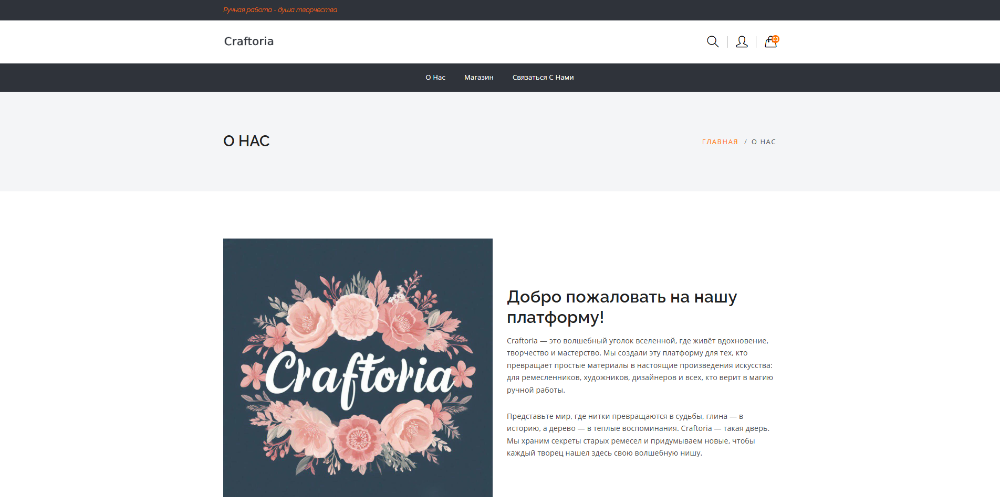 Ручная работа - душа творчества
Craftoria
03
О Нас
Магазин
Связаться С Нами
О НАС
ГЛАВНАЯ / О НАС
Craftoria
Добро пожаловать на нашу
платформу!
Craftoria — это волшебный уголок вселенной, где живёт вдохновение,
творчество и мастерство. Мы создали эту платформу для тех, кто
превращает простые материалы в настоящие произведения искусства:
для ремесленников, художников, дизайнеров и всех, кто верит в магию
ручной работы.
Представьте мир, где нитки превращаются в судьбы, глина — в
историю, а дерево — в теплые воспоминания. Craftoria — такая дверь.
Мы храним секреты старых ремесел и придумываем новые, чтобы
каждый творец нашел здесь свою волшебную нишу.